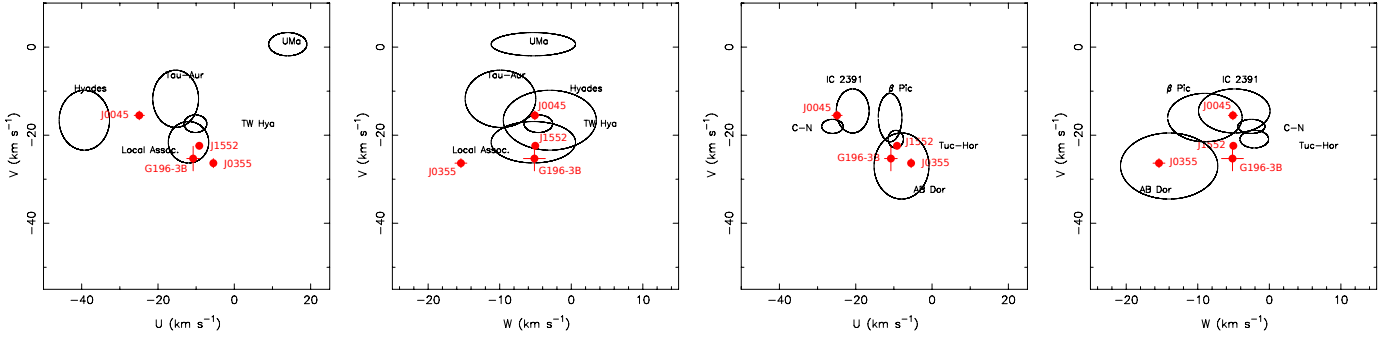 UMa
Hyades
Tau-Aur
J0045
TW Hya
Local Assoc.
J1552
G196-3B
J0355
0
−20
−40
V (km s⁻¹)
−40
−20
0
20
U (km s⁻¹)
UMa
Tau-Aur
Hyades
J0045
TW Hya
J1552
Local Assoc.
J0355
G196-3B
0
−20
−40
V (km s⁻¹)
−20
−10
0
10
W (km s⁻¹)
IC 2391
β Pic
J0045
C-N
J1552
Tuc-Hor
G196-3B
J0355
AB Dor
0
−20
−40
V (km s⁻¹)
−40
−20
0
20
U (km s⁻¹)
β Pic
IC 2391
J0045
C-N
J1552
Tuc-Hor
J0355
G196-3B
AB Dor
0
−20
−40
V (km s⁻¹)
−20
−10
0
10
W (km s⁻¹)